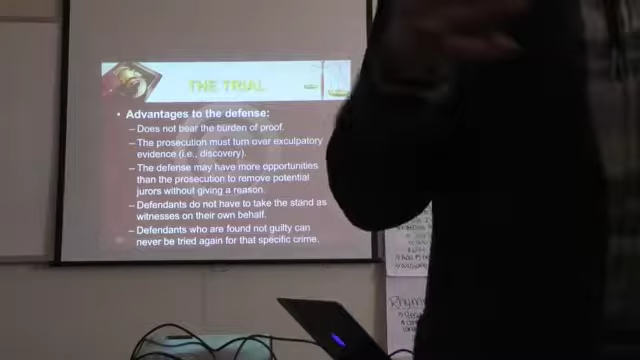 THE TRIAL
• Advantages to the defense:
– Does not bear the burden of proof.
– The prosecution must turn over exculpatory
evidence (i.e., discovery).
– The defense may have more opportunities
than the prosecution to remove potential
jurors without giving a reason.
– Defendants do not have to take the stand as
witnesses on their own behalf.
– Defendants who are found not guilty can
never be tried again for that specific crime.